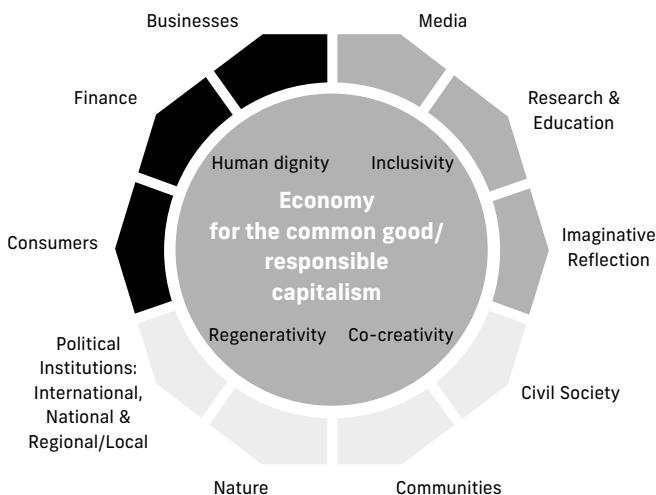 Businesses
Media
Finance
Research &
Education
Human dignity
Inclusivity
Economy
for the common good/
responsible
capitalism
Consumers
Imaginative
Reflection
Regenerativity
Co-creativity
Political
Institutions:
International,
National &
Regional/Local
Civil Society
Nature
Communities